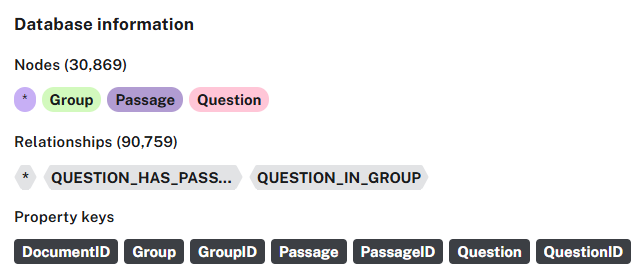 Database information
Nodes (30,869)
* Group Passage Question
Relationships (90,759)
* QUESTION_HAS_PASS... QUESTION_IN_GROUP
Property keys
DocumentID Group GroupID Passage PassageID Question QuestionID